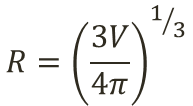 R = (3V/4π)^{1/3}